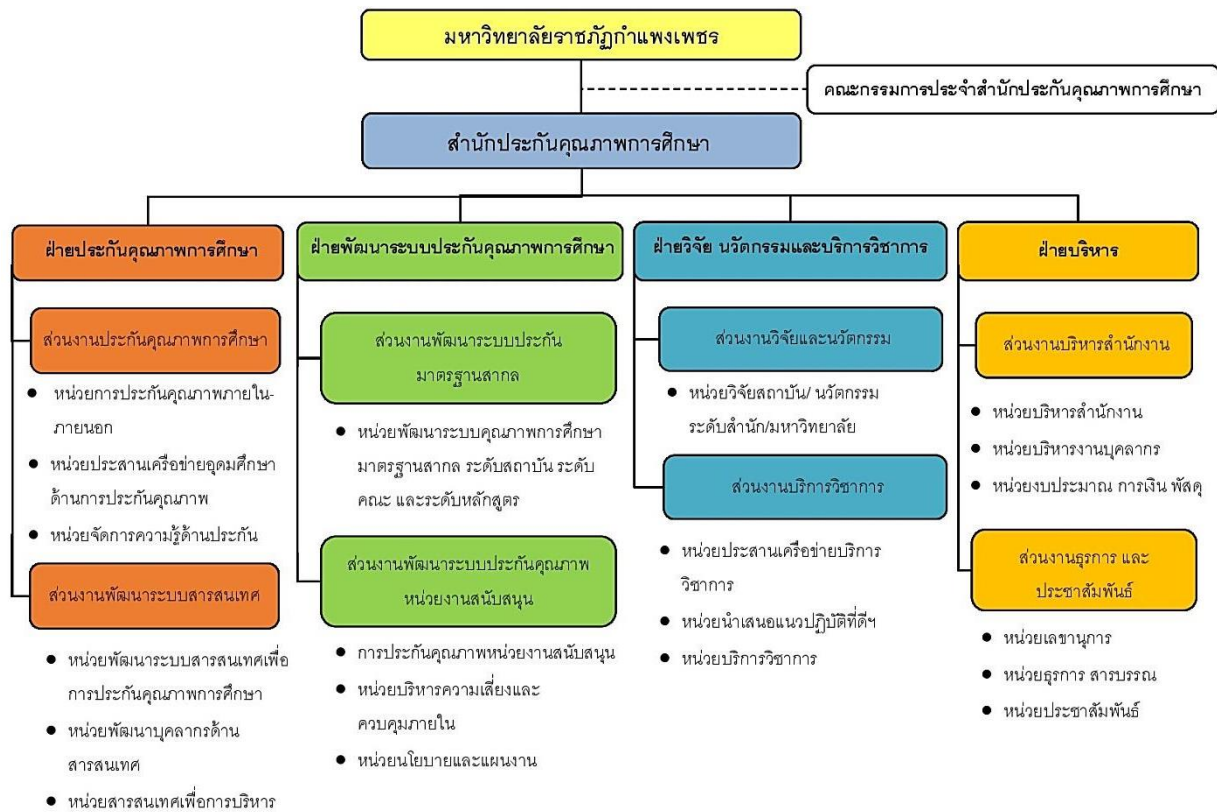 มหาวิทยาลัยราชภัฏกำแพงเพชร
คณะกรรมการประจำสำนักประกันคุณภาพการศึกษา
สำนักประกันคุณภาพการศึกษา
ฝ่ายประกันคุณภาพการศึกษา
ส่วนงานประกันคุณภาพการศึกษา
● หน่วยการประกันคุณภาพภายใน-
ภายนอก
● หน่วยประสานเครือข่ายอุดมศึกษา
ด้านการประกันคุณภาพ
● หน่วยจัดการความรู้ด้านประกัน
ส่วนงานพัฒนาระบบสารสนเทศ
● หน่วยพัฒนาระบบสารสนเทศเพื่อ
การประกันคุณภาพการศึกษา
● หน่วยพัฒนาบุคลากรด้าน
สารสนเทศ
● หน่วยสารสนเทศเพื่อการบริหาร
ฝ่ายพัฒนาระบบประกันคุณภาพการศึกษา
ส่วนงานพัฒนาระบบประกัน
มาตรฐานสากล
● หน่วยพัฒนาระบบคุณภาพการศึกษา
มาตรฐานสากล ระดับสถาบัน ระดับ
คณะ และระดับหลักสูตร
ส่วนงานพัฒนาระบบประกันคุณภาพ
หน่วยงานสนับสนุน
● การประกันคุณภาพหน่วยงานสนับสนุน
● หน่วยบริหารความเสี่ยงและ
ควบคุมภายใน
● หน่วยนโยบายและแผนงาน
ฝ่ายวิจัย นวัตกรรมและบริการวิชาการ
ส่วนงานวิจัยและนวัตกรรม
● หน่วยวิจัยสถาบัน/ นวัตกรรม
ระดับสำนัก/มหาวิทยาลัย
ส่วนงานบริการวิชาการ
● หน่วยประสานเครือข่ายบริการ
วิชาการ
● หน่วยนำเสนอแนวปฏิบัติที่ดีฯ
● หน่วยบริการวิชาการ
ฝ่ายบริหาร
ส่วนงานบริหารสำนักงาน
● หน่วยบริหารสำนักงาน
● หน่วยบริหารงานบุคลากร
● หน่วยงบประมาณ การเงิน พัสดุ
ส่วนงานธุรการ และ
ประชาสัมพันธ์
● หน่วยเลขานุการ
● หน่วยธุรการ สารบรรณ
● หน่วยประชาสัมพันธ์